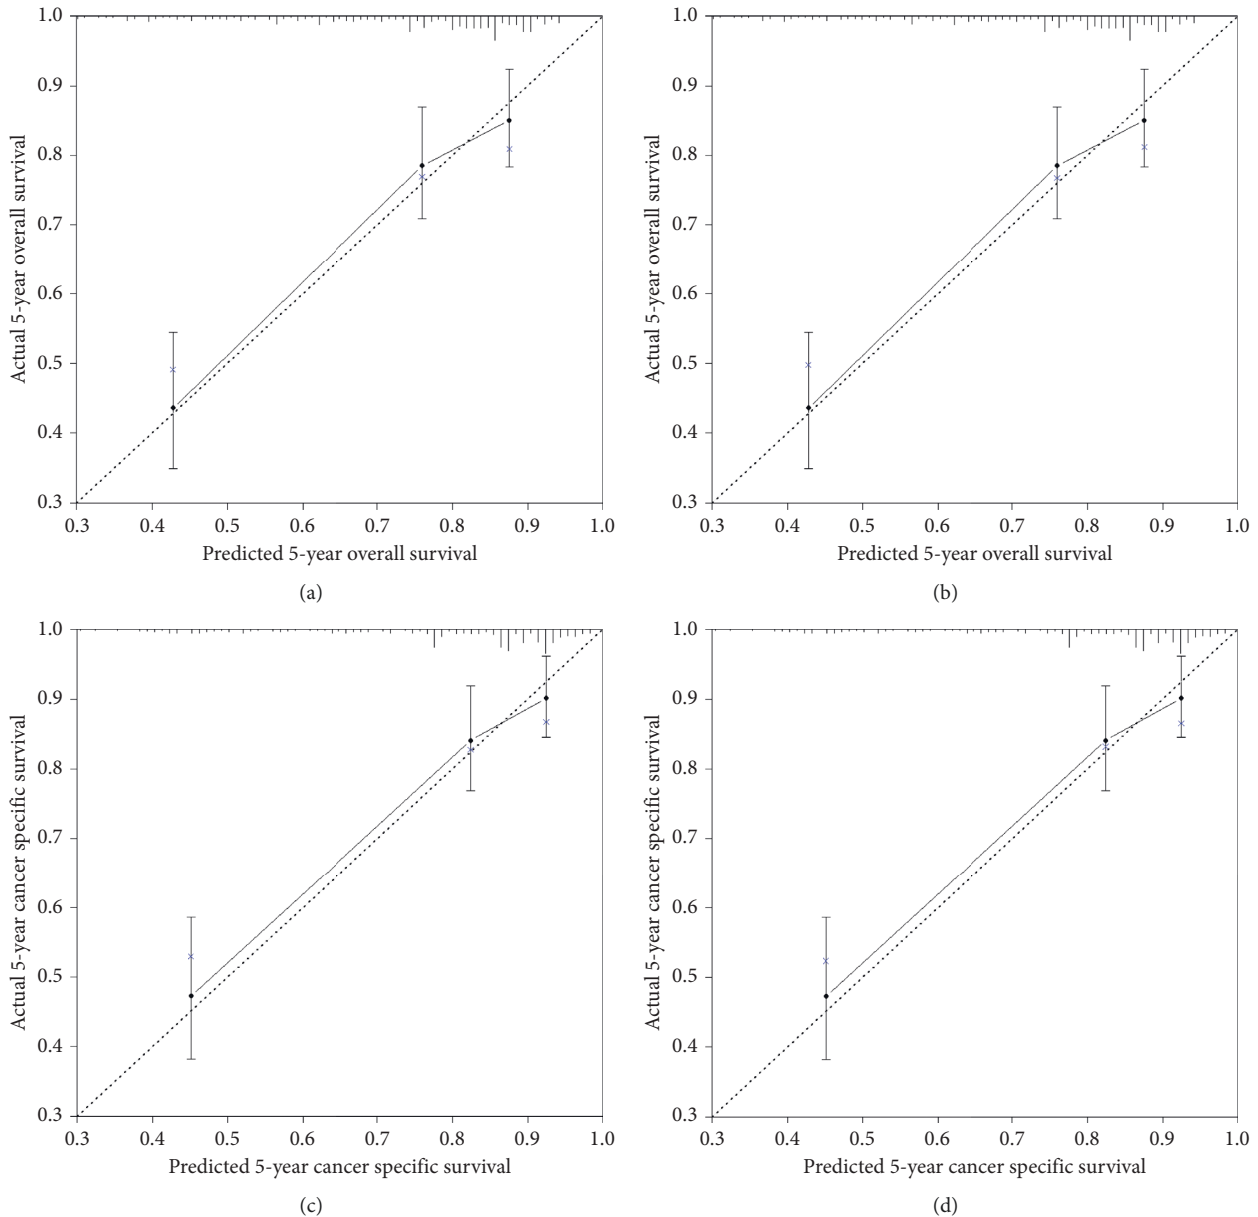 1.0
0.9
0.8
0.7
0.6
0.5
0.4
0.3
Actual 5-year overall survival
0.3 0.4 0.5 0.6 0.7 0.8 0.9 1.0
Predicted 5-year overall survival
(a)
1.0
0.9
0.8
0.7
0.6
0.5
0.4
0.3
Actual 5-year overall survival
0.3 0.4 0.5 0.6 0.7 0.8 0.9 1.0
Predicted 5-year overall survival
(b)
1.0
0.9
0.8
0.7
0.6
0.5
0.4
0.3
Actual 5-year cancer specific survival
0.3 0.4 0.5 0.6 0.7 0.8 0.9 1.0
Predicted 5-year cancer specific survival
(c)
1.0
0.9
0.8
0.7
0.6
0.5
0.4
0.3
Actual 5-year cancer specific survival
0.3 0.4 0.5 0.6 0.7 0.8 0.9 1.0
Predicted 5-year cancer specific survival
(d)